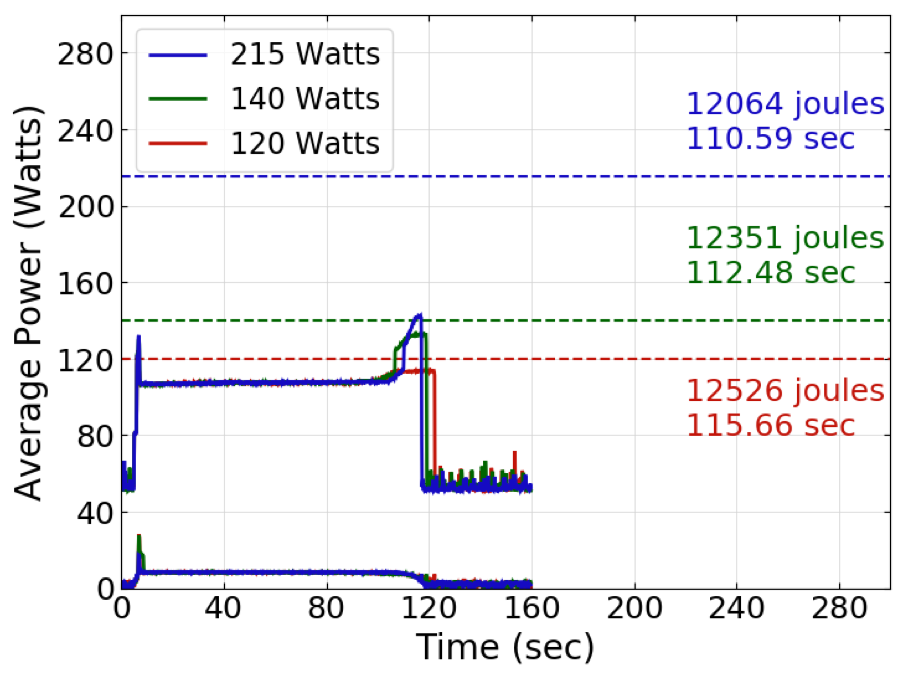 280
240
200
160
120
80
40
0
Average Power (Watts)
215 Watts
140 Watts
120 Watts
12064 joules
110.59 sec
12351 joules
112.48 sec
12526 joules
115.66 sec
0 40 80 120 160 200 240 280
Time (sec)